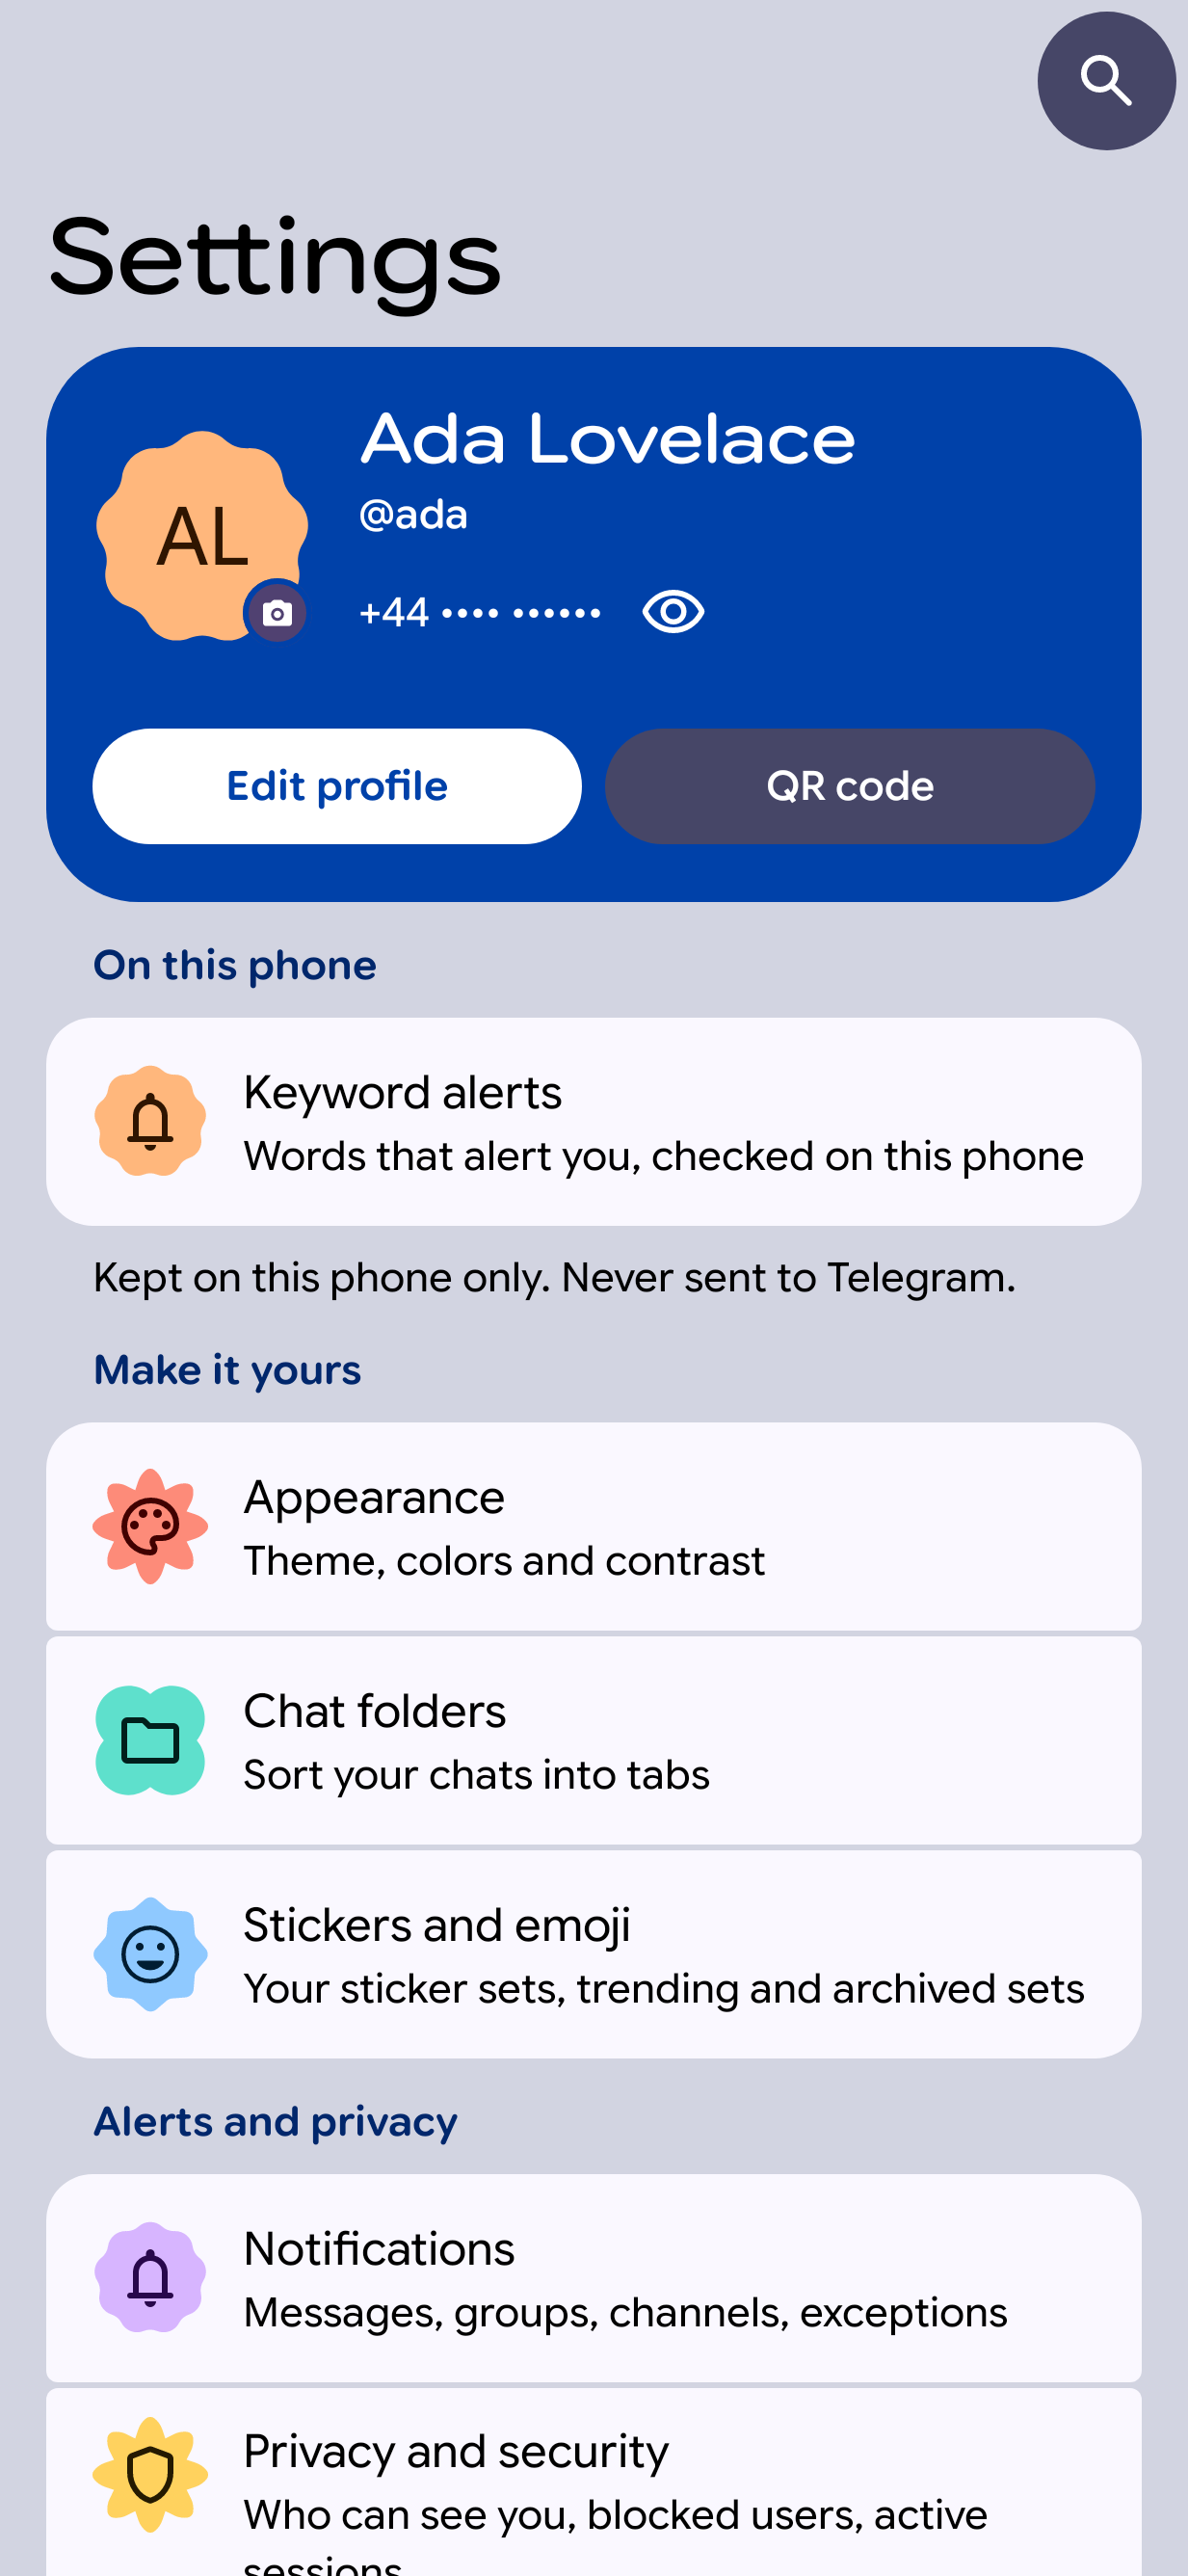 Settings
AL
Ada Lovelace
@ada
+44 •••• ••••••
Edit profile
QR code
On this phone
Keyword alerts
Words that alert you, checked on this phone
Kept on this phone only. Never sent to Telegram.
Make it yours
Appearance
Theme, colors and contrast
Chat folders
Sort your chats into tabs
Stickers and emoji
Your sticker sets, trending and archived sets
Alerts and privacy
Notifications
Messages, groups, channels, exceptions
Privacy and security
Who can see you, blocked users, active
sessions